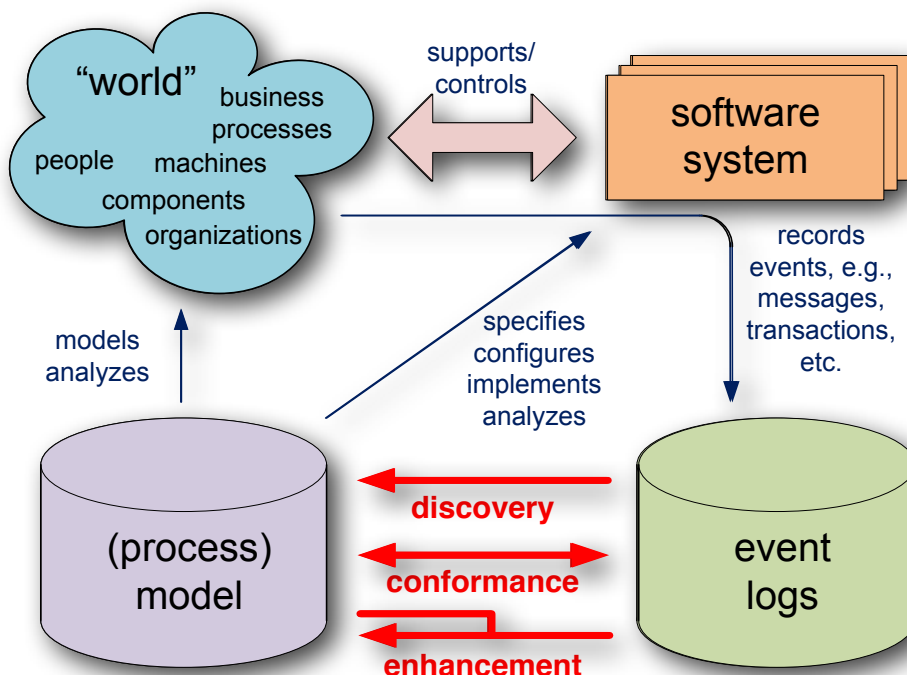 “world”
business
processes
people
machines
components
organizations
supports/
controls
software
system
records
events, e.g.,
messages,
transactions,
etc.
models
analyzes
specifies
configures
implements
analyzes
(process)
model
discovery
conformance
enhancement
event
logs